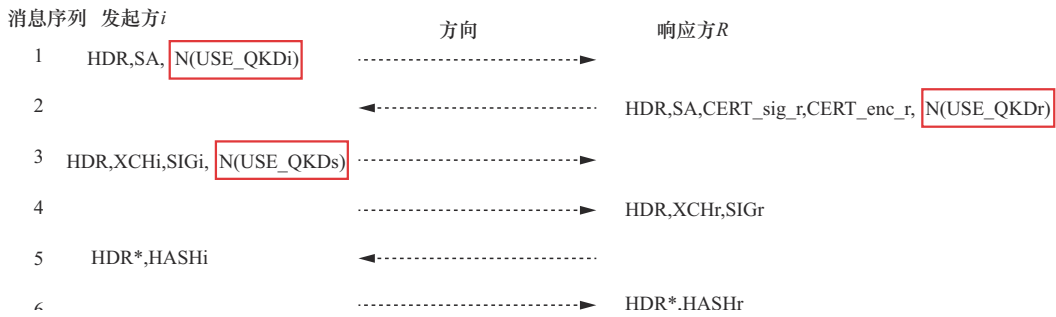 消息序列 发起方i 方向 响应方R
1 HDR,SA, N(USE_QKDi)
2 HDR,SA,CERT_sig_r,CERT_enc_r, N(USE_QKDr)
3 HDR,XCHi,SIGi, N(USE_QKDs)
4 HDR,XCHr,SIGr
5 HDR*,HASHi
6 HDR*,HASHr